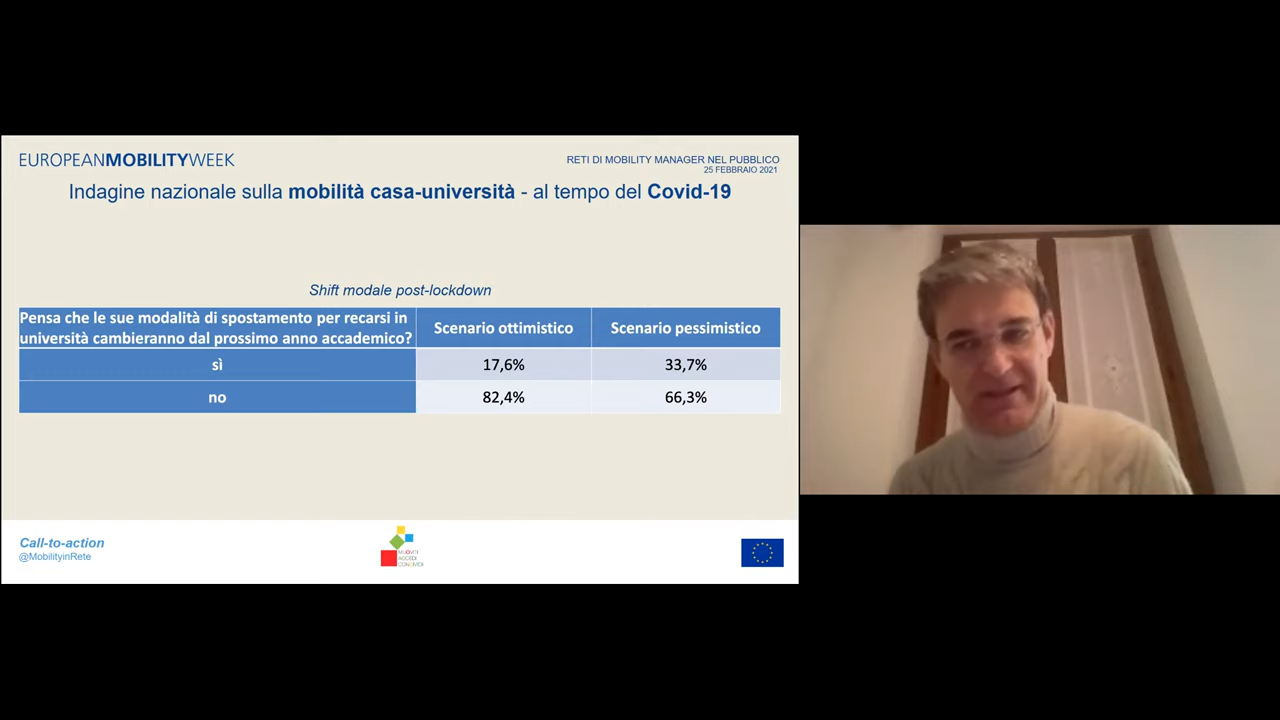 EUROPEANMOBILITYWEEK
RETI DI MOBILITY MANAGER NEL PUBBLICO
25 FEBBRAIO 2021
Indagine nazionale sulla mobilità casa-università - al tempo del Covid-19
Shift modale post-lockdown
Pensa che le sue modalità di spostamento per recarsi in
università cambieranno dal prossimo anno accademico?
Scenario ottimistico
Scenario pessimistico
sì
17,6%
33,7%
no
82,4%
66,3%
Call-to-action
@MobilityinRete
MUOVITI
ACCEDI
CONDIVIDI